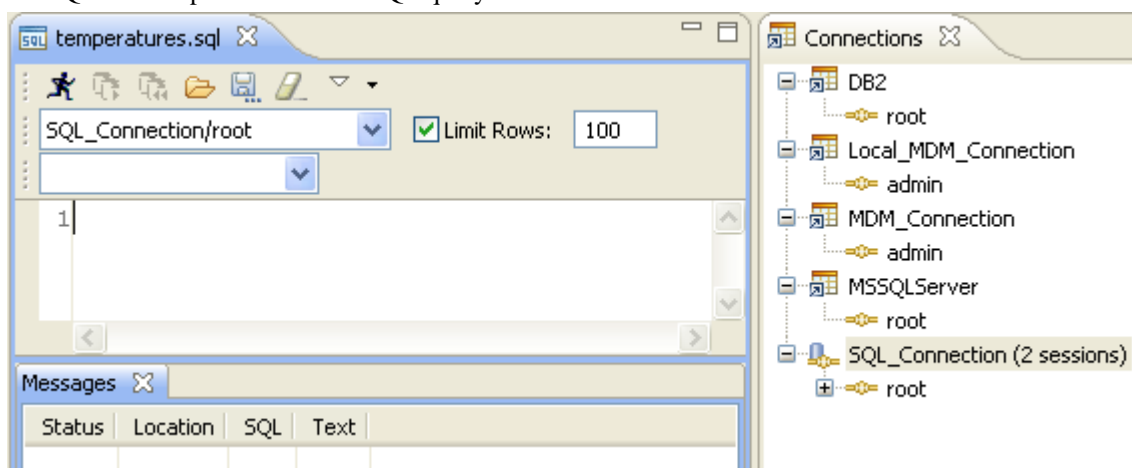 temperatures.sql
SQL_Connection/root
Limit Rows: 100
1
Messages
Status Location SQL Text
Connections
DB2
root
Local_MDM_Connection
admin
MDM_Connection
admin
MSSQLServer
root
SQL_Connection (2 sessions)
root